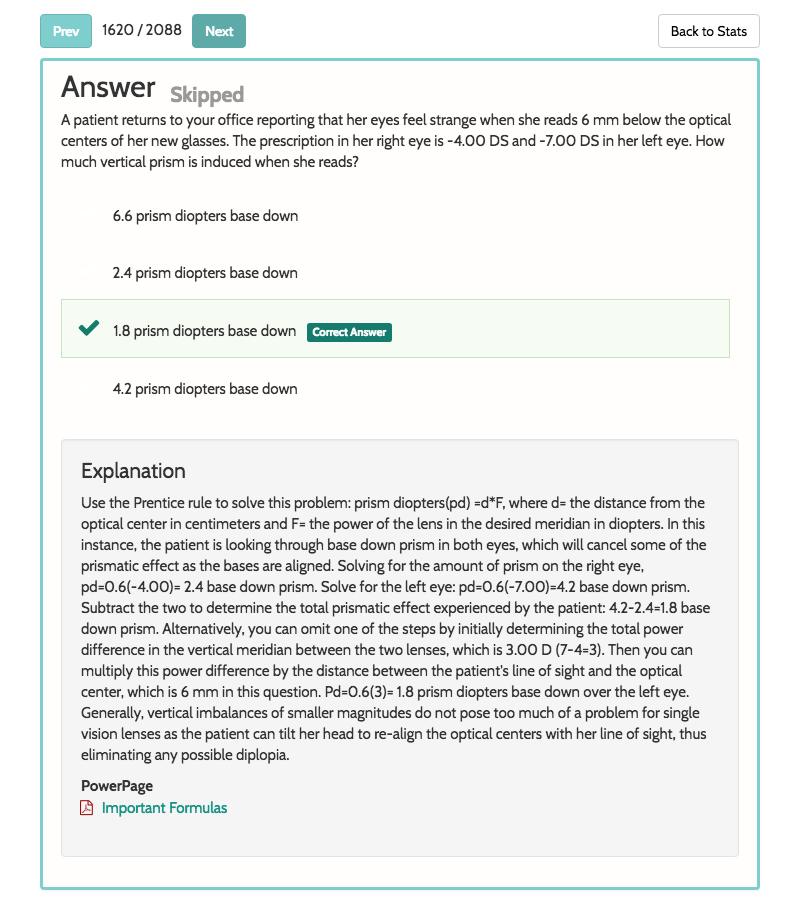 Prev 1620 / 2088 Next Back to Stats
Answer Skipped
A patient returns to your office reporting that her eyes feel strange when she reads 6 mm below the optical
centers of her new glasses. The prescription in her right eye is -4.00 DS and -7.00 DS in her left eye. How
much vertical prism is induced when she reads?
6.6 prism diopters base down
2.4 prism diopters base down
1.8 prism diopters base down Correct Answer
4.2 prism diopters base down
Explanation
Use the Prentice rule to solve this problem: prism diopters(pd) =d*F, where d= the distance from the
optical center in centimeters and F= the power of the lens in the desired meridian in diopters. In this
instance, the patient is looking through base down prism in both eyes, which will cancel some of the
prismatic effect as the bases are aligned. Solving for the amount of prism on the right eye,
pd=0.6(-4.00)= 2.4 base down prism. Solve for the left eye: pd=0.6(-7.00)=4.2 base down prism.
Subtract the two to determine the total prismatic effect experienced by the patient: 4.2-2.4=1.8 base
down prism. Alternatively, you can omit one of the steps by initially determining the total power
difference in the vertical meridian between the two lenses, which is 3.00 D (7-4=3). Then you can
multiply this power difference by the distance between the patient's line of sight and the optical
center, which is 6 mm in this question. Pd=0.6(3)= 1.8 prism diopters base down over the left eye.
Generally, vertical imbalances of smaller magnitudes do not pose too much of a problem for single
vision lenses as the patient can tilt her head to re-align the optical centers with her line of sight, thus
eliminating any possible diplopia.
PowerPage
Important Formulas